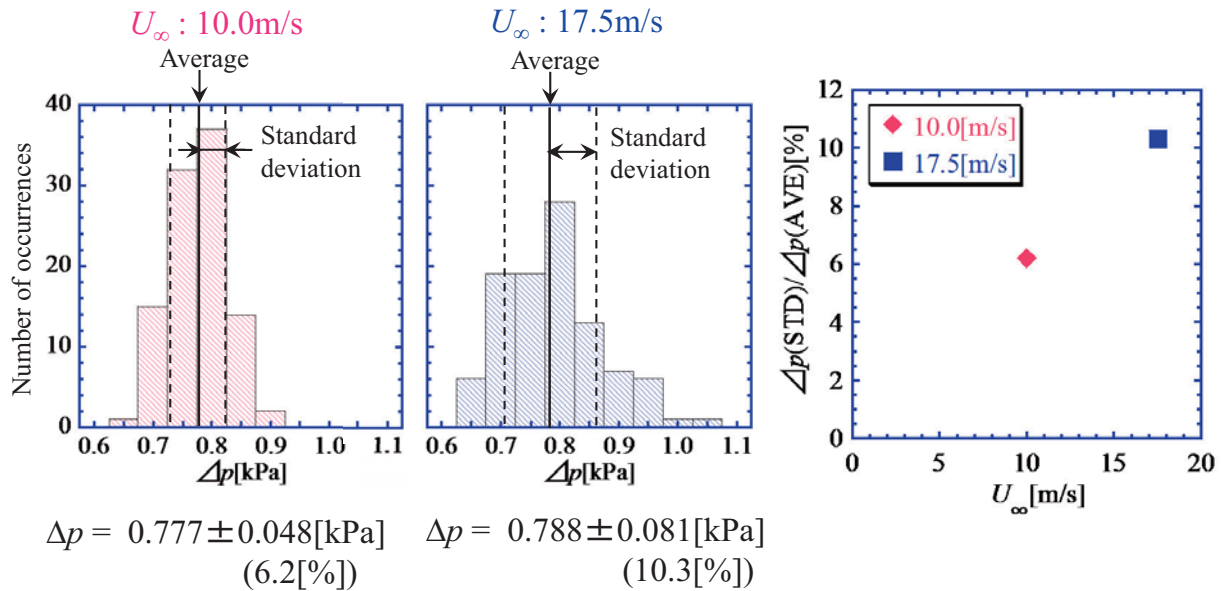 U∞ : 10.0m/s
Average
Number of occurrences
40
30
20
10
0
Standard
deviation
0.6 0.7 0.8 0.9 1.0 1.1
Δp[kPa]
Δp = 0.777±0.048[kPa]
(6.2[%])
U∞ : 17.5m/s
Average
Standard
deviation
0.6 0.7 0.8 0.9 1.0 1.1
Δp[kPa]
Δp = 0.788±0.081[kPa]
(10.3[%])
Δp(STD)/Δp(AVE)[%]
12
10
8
6
4
2
0
10.0[m/s]
17.5[m/s]
0 5 10 15 20
U∞[m/s]